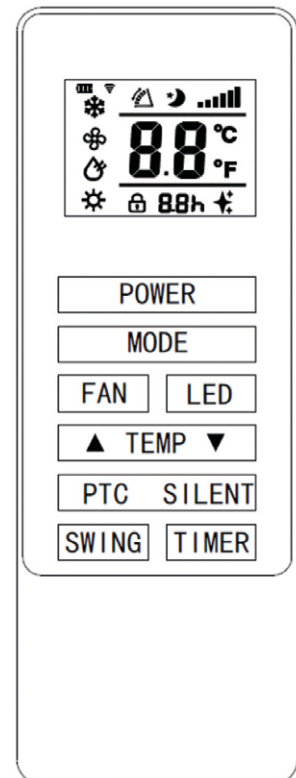 8.8 °C
°F
8.8h
POWER
MODE
FAN LED
▲ TEMP ▼
PTC SILENT
SWING TIMER